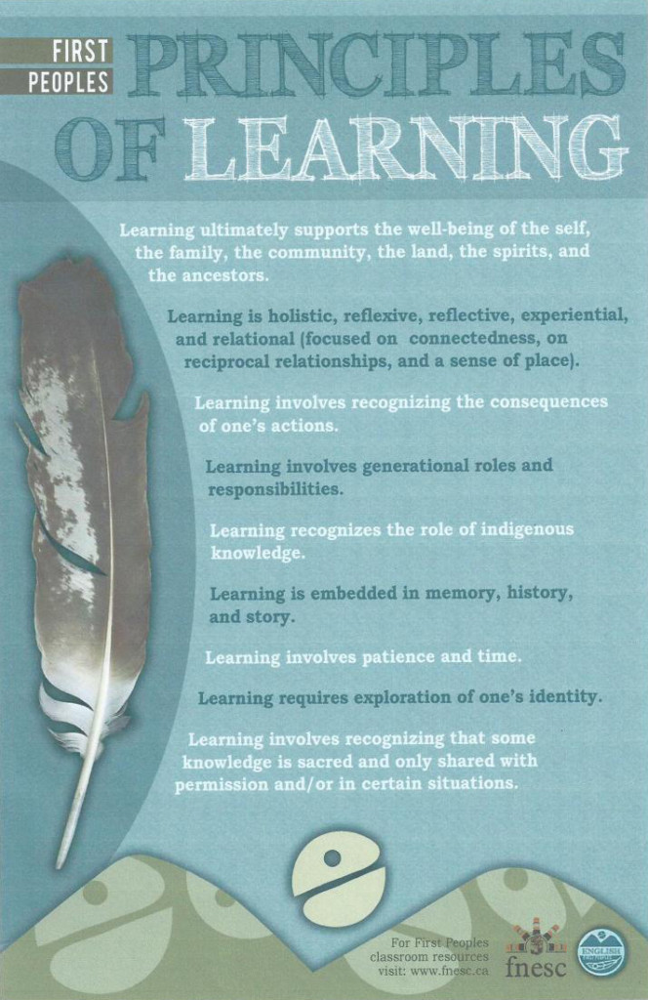 FIRST
PEOPLES
PRINCIPLES
OF LEARNING
Learning ultimately supports the well-being of the self,
the family, the community, the land, the spirits, and
the ancestors.
Learning is holistic, reflexive, reflective, experiential,
and relational (focused on connectedness, on
reciprocal relationships, and a sense of place).
Learning involves recognizing the consequences
of one's actions.
Learning involves generational roles and
responsibilities.
Learning recognizes the role of indigenous
knowledge.
Learning is embedded in memory, history,
and story.
Learning involves patience and time.
Learning requires exploration of one's identity.
Learning involves recognizing that some
knowledge is sacred and only shared with
permission and/or in certain situations.
For First Peoples
classroom resources
visit: www.fnesc.ca
fnesc
ENGLISH
FIRST PEOPLES